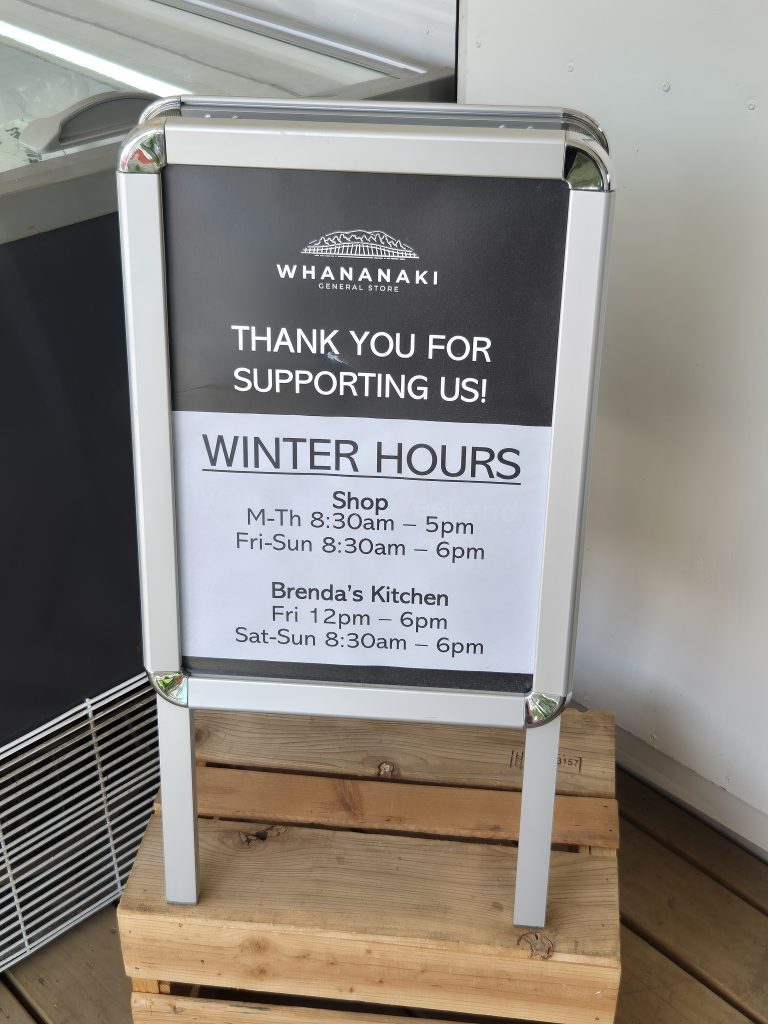 WHANANAKI
GENERAL STORE
THANK YOU FOR
SUPPORTING US!
WINTER HOURS
Shop
M-Th 8:30am – 5pm
Fri-Sun 8:30am – 6pm
Brenda's Kitchen
Fri 12pm – 6pm
Sat-Sun 8:30am – 6pm
3157